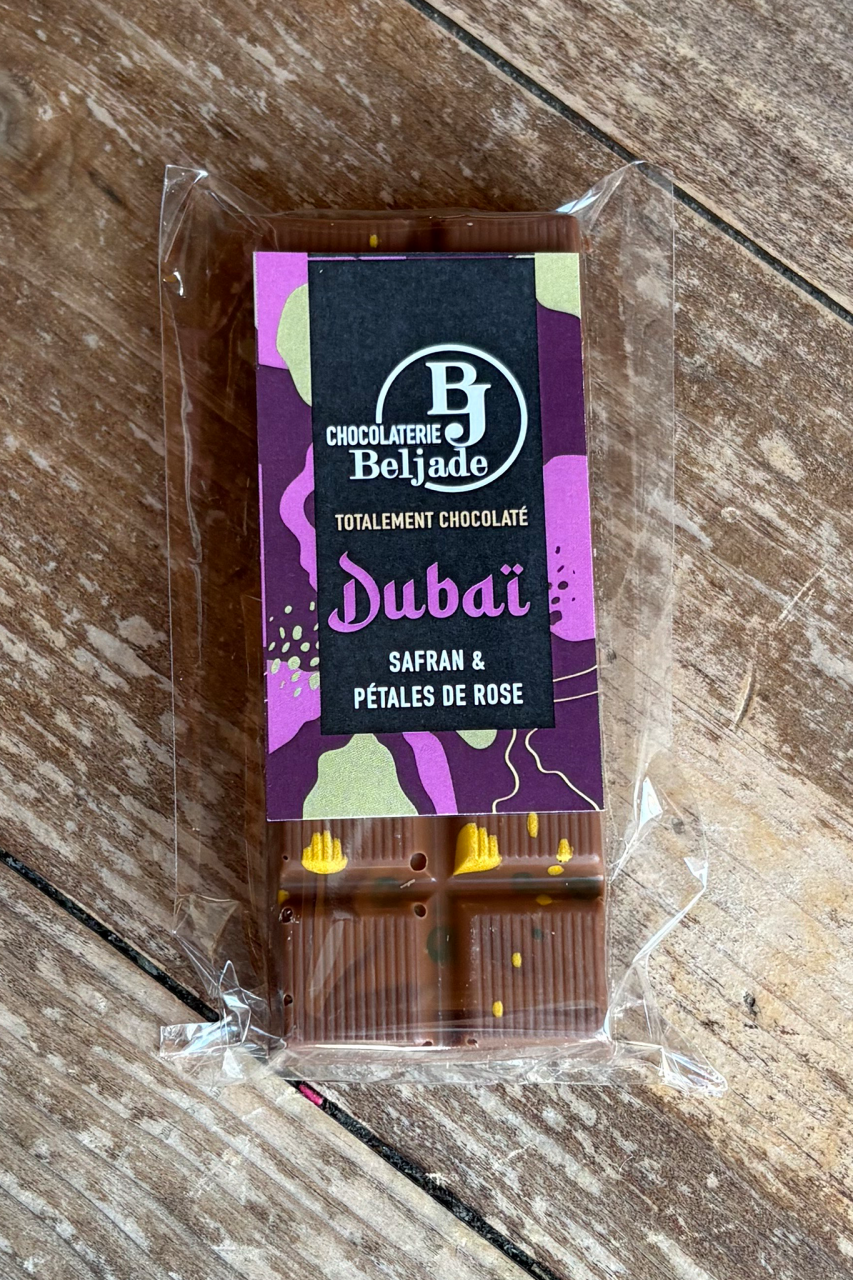 BJ
CHOCOLATERIE
Beljade
TOTALEMENT CHOCOLATÉ
Dubaï
SAFRAN &
PÉTALES DE ROSE